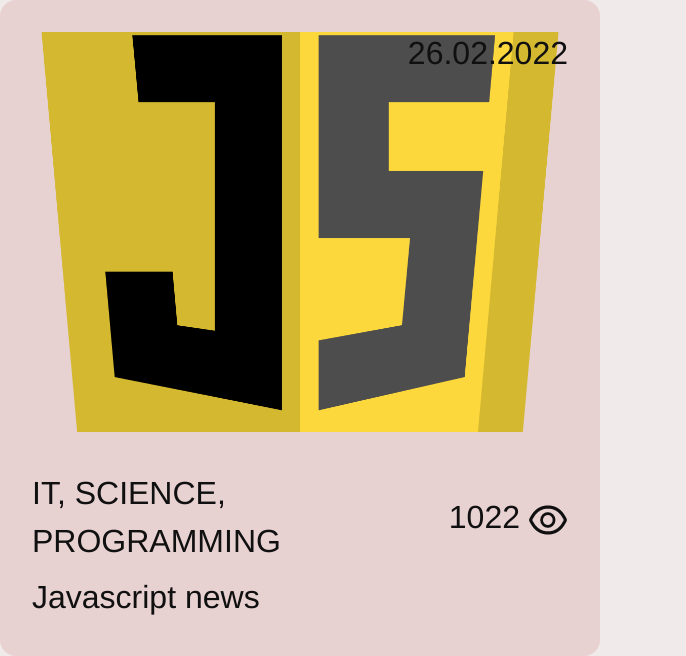 JS
26.02.2022
IT, SCIENCE,
PROGRAMMING
1022
Javascript news